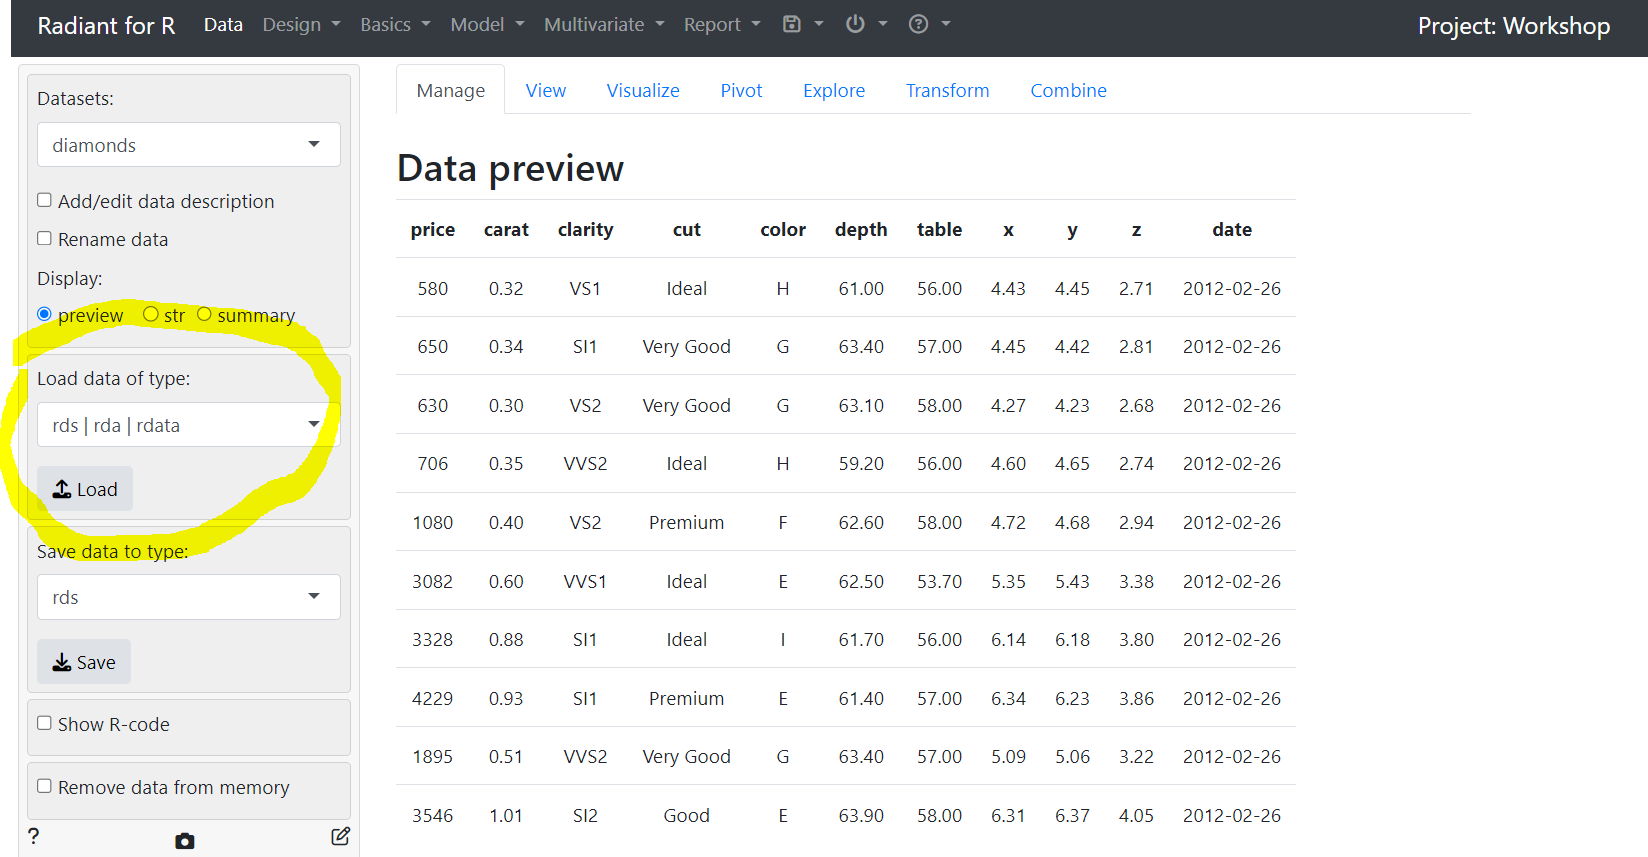 Radiant for R Data Design Basics Model Multivariate Report Project: Workshop
Datasets:
diamonds
Add/edit data description
Rename data
Display:
preview str summary
Load data of type:
rds | rda | rdata
Load
Save data to type:
rds
Save
Show R-code
Remove data from memory
?
Manage View Visualize Pivot Explore Transform Combine
Data preview
price carat clarity cut color depth table x y z date
580 0.32 VS1 Ideal H 61.00 56.00 4.43 4.45 2.71 2012-02-26
650 0.34 SI1 Very Good G 63.40 57.00 4.45 4.42 2.81 2012-02-26
630 0.30 VS2 Very Good G 63.10 58.00 4.27 4.23 2.68 2012-02-26
706 0.35 VVS2 Ideal H 59.20 56.00 4.60 4.65 2.74 2012-02-26
1080 0.40 VS2 Premium F 62.60 58.00 4.72 4.68 2.94 2012-02-26
3082 0.60 VVS1 Ideal E 62.50 53.70 5.35 5.43 3.38 2012-02-26
3328 0.88 SI1 Ideal I 61.70 56.00 6.14 6.18 3.80 2012-02-26
4229 0.93 SI1 Premium E 61.40 57.00 6.34 6.23 3.86 2012-02-26
1895 0.51 VVS2 Very Good G 63.40 57.00 5.09 5.06 3.22 2012-02-26
3546 1.01 SI2 Good E 63.90 58.00 6.31 6.37 4.05 2012-02-26